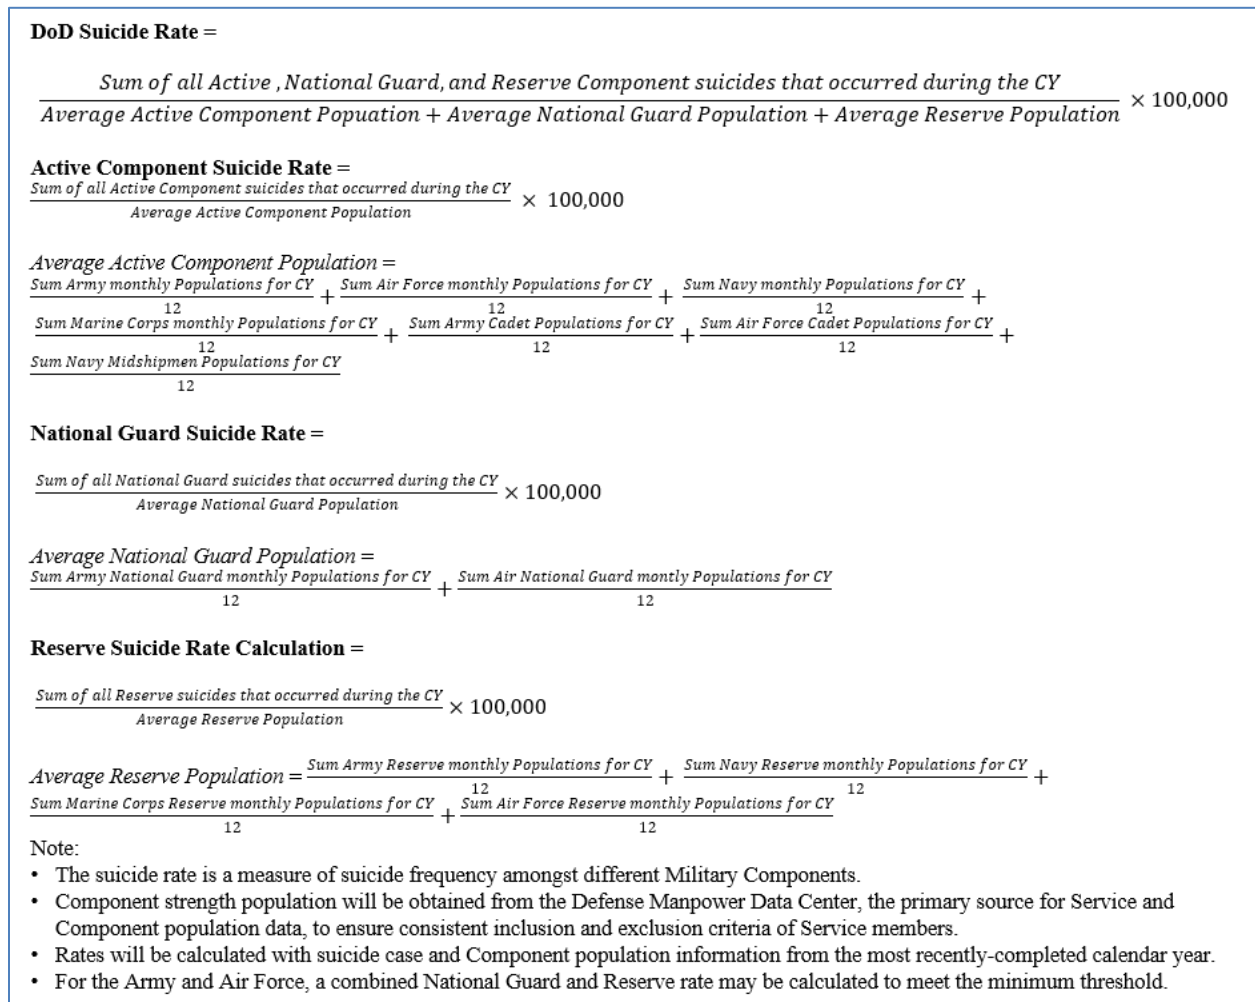 DoD Suicide Rate =
Sum of all Active , National Guard, and Reserve Component suicides that occurred during the CY
Average Active Component Popuation + Average National Guard Population + Average Reserve Population × 100,000
Active Component Suicide Rate =
Sum of all Active Component suicides that occurred during the CY
Average Active Component Population × 100,000
Average Active Component Population =
Sum Army monthly Populations for CY / 12 + Sum Air Force monthly Populations for CY / 12 + Sum Navy monthly Populations for CY / 12 +
Sum Marine Corps monthly Populations for CY / 12 + Sum Army Cadet Populations for CY / 12 + Sum Air Force Cadet Populations for CY / 12 +
Sum Navy Midshipmen Populations for CY / 12
National Guard Suicide Rate =
Sum of all National Guard suicides that occurred during the CY
Average National Guard Population × 100,000
Average National Guard Population =
Sum Army National Guard monthly Populations for CY / 12 + Sum Air National Guard montly Populations for CY / 12
Reserve Suicide Rate Calculation =
Sum of all Reserve suicides that occurred during the CY
Average Reserve Population × 100,000
Average Reserve Population = Sum Army Reserve monthly Populations for CY / 12 + Sum Navy Reserve monthly Populations for CY / 12 +
Sum Marine Corps Reserve monthly Populations for CY / 12 + Sum Air Force Reserve monthly Populations for CY / 12
Note:
• The suicide rate is a measure of suicide frequency amongst different Military Components.
• Component strength population will be obtained from the Defense Manpower Data Center, the primary source for Service and
Component population data, to ensure consistent inclusion and exclusion criteria of Service members.
• Rates will be calculated with suicide case and Component population information from the most recently-completed calendar year.
• For the Army and Air Force, a combined National Guard and Reserve rate may be calculated to meet the minimum threshold.